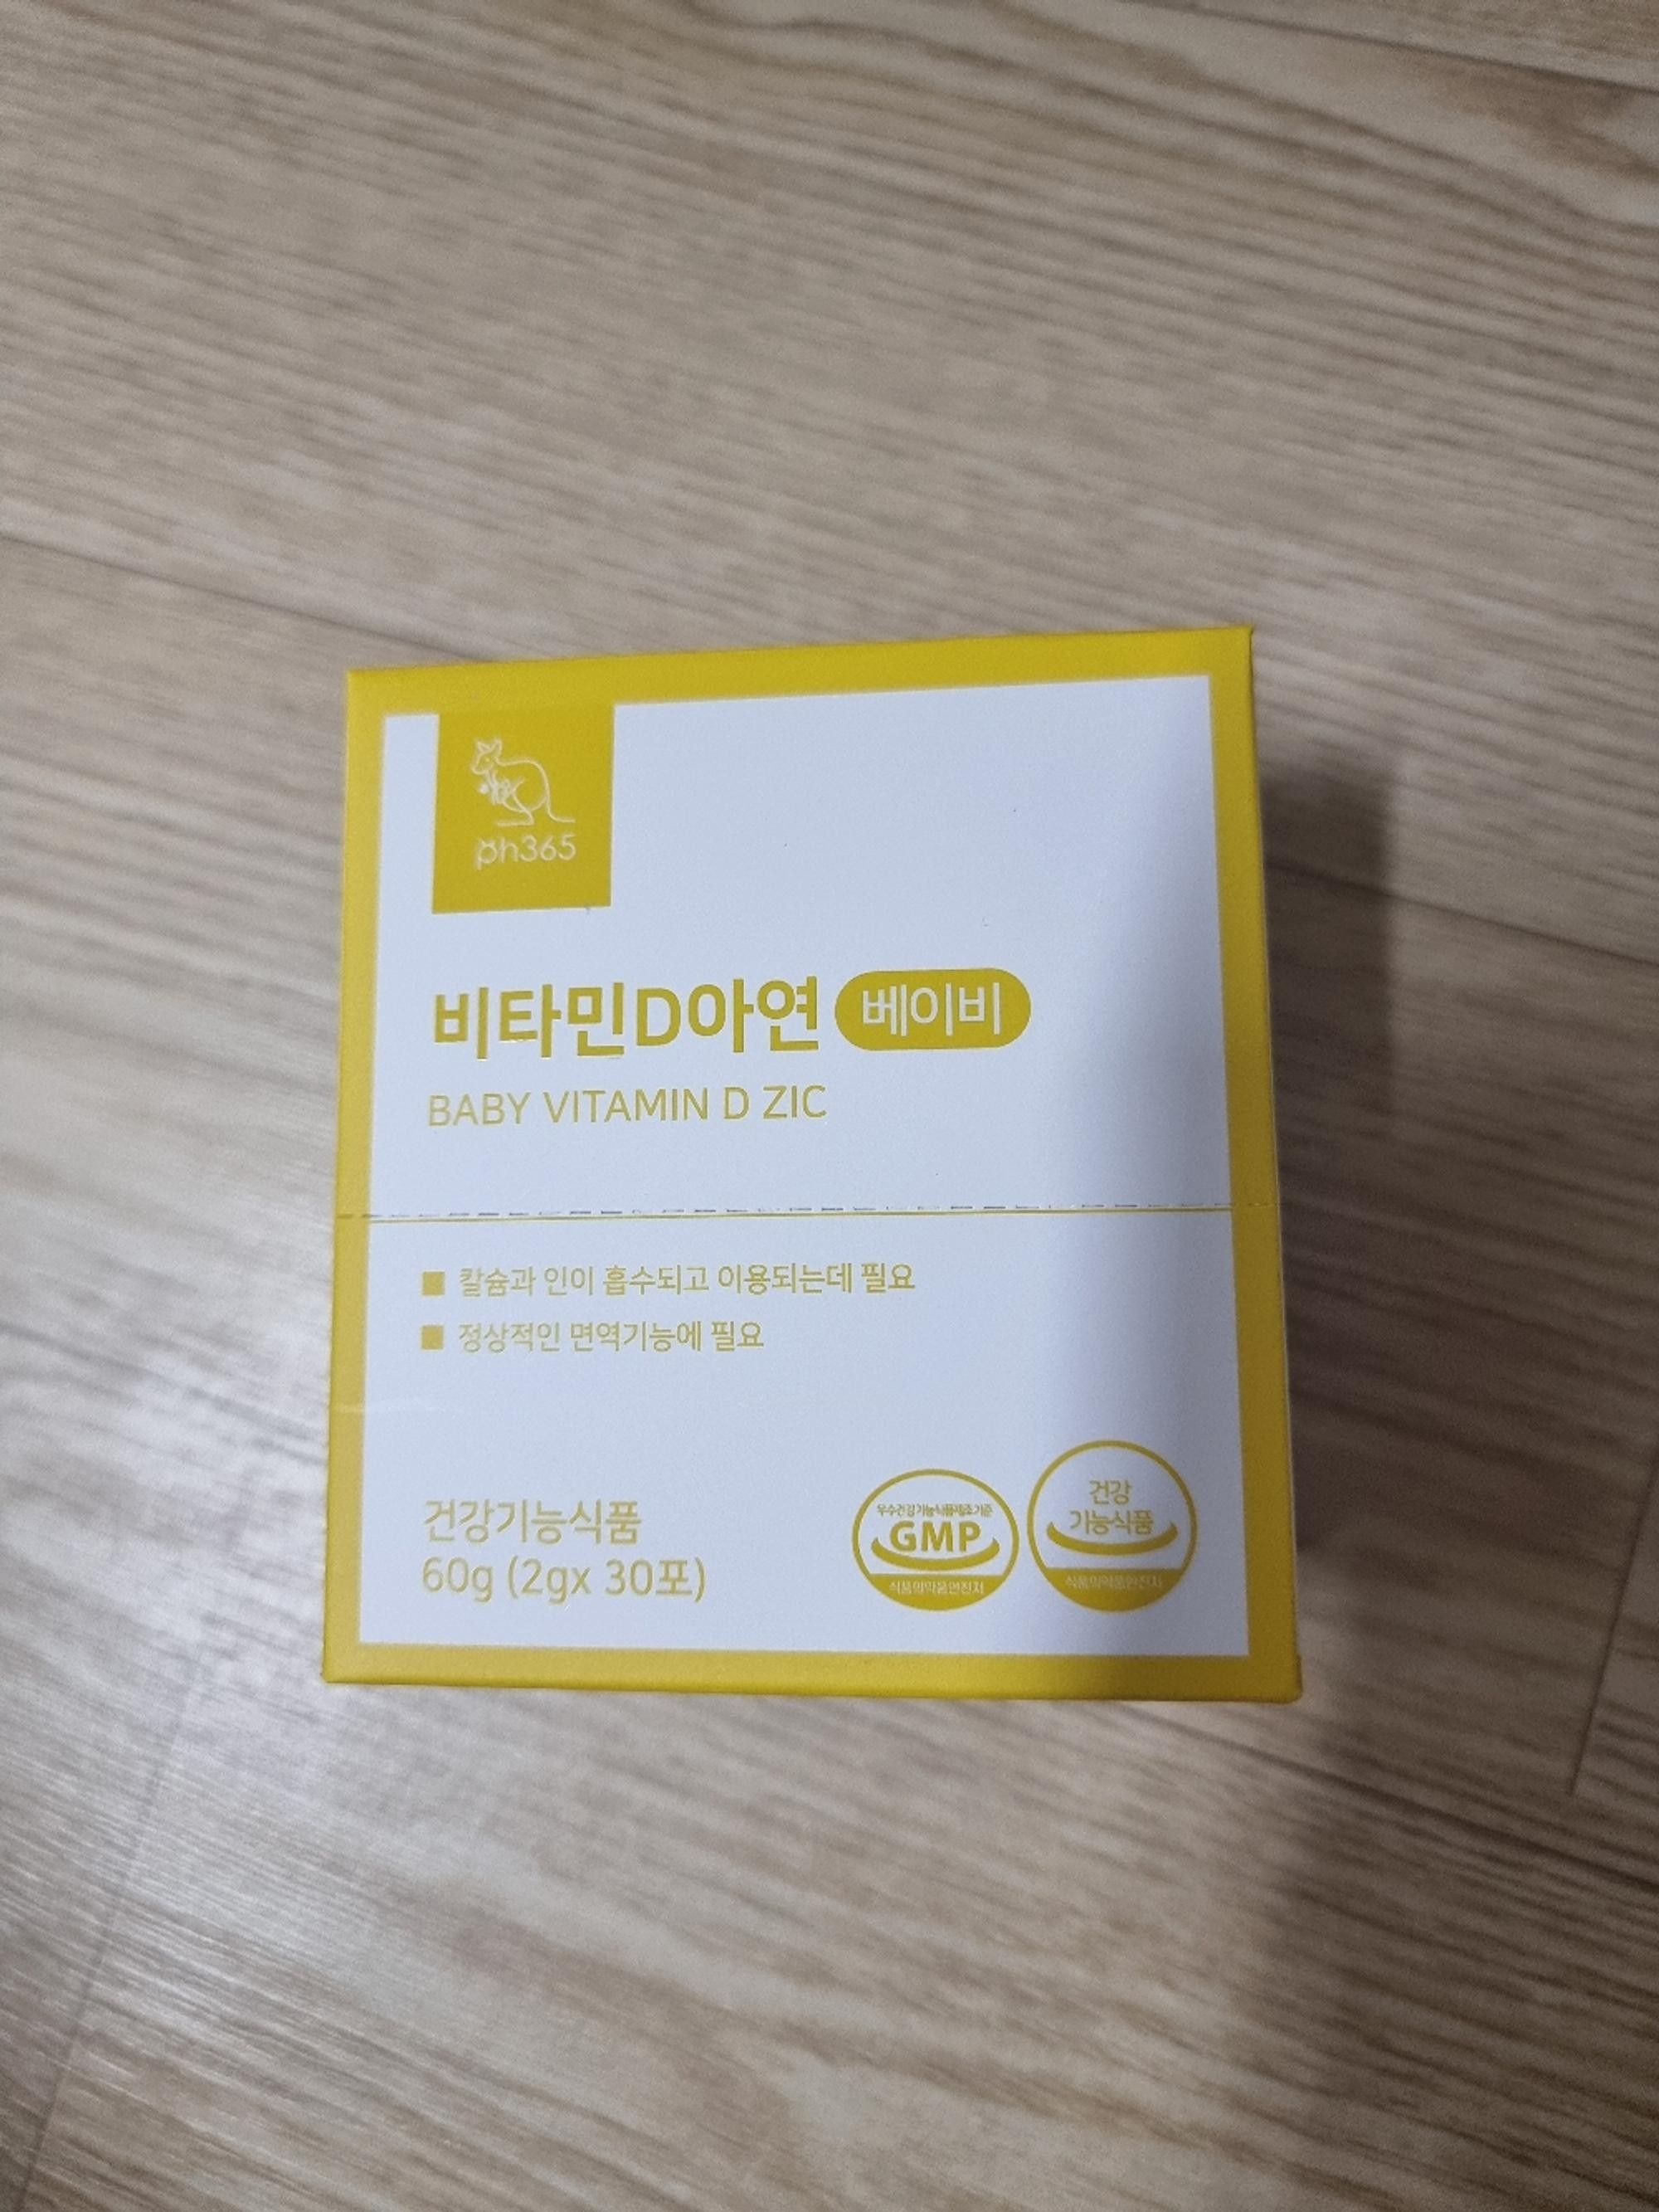 ph365
비타민D아연 베이비
BABY VITAMIN D ZIC
■ 칼슘과 인이 흡수되고 이용되는데 필요
■ 정상적인 면역기능에 필요
건강기능식품
60g (2gx 30포)
우수건강기능식품제조기준
GMP
식품의약품안전처
건강
기능식품
식품의약품안전처